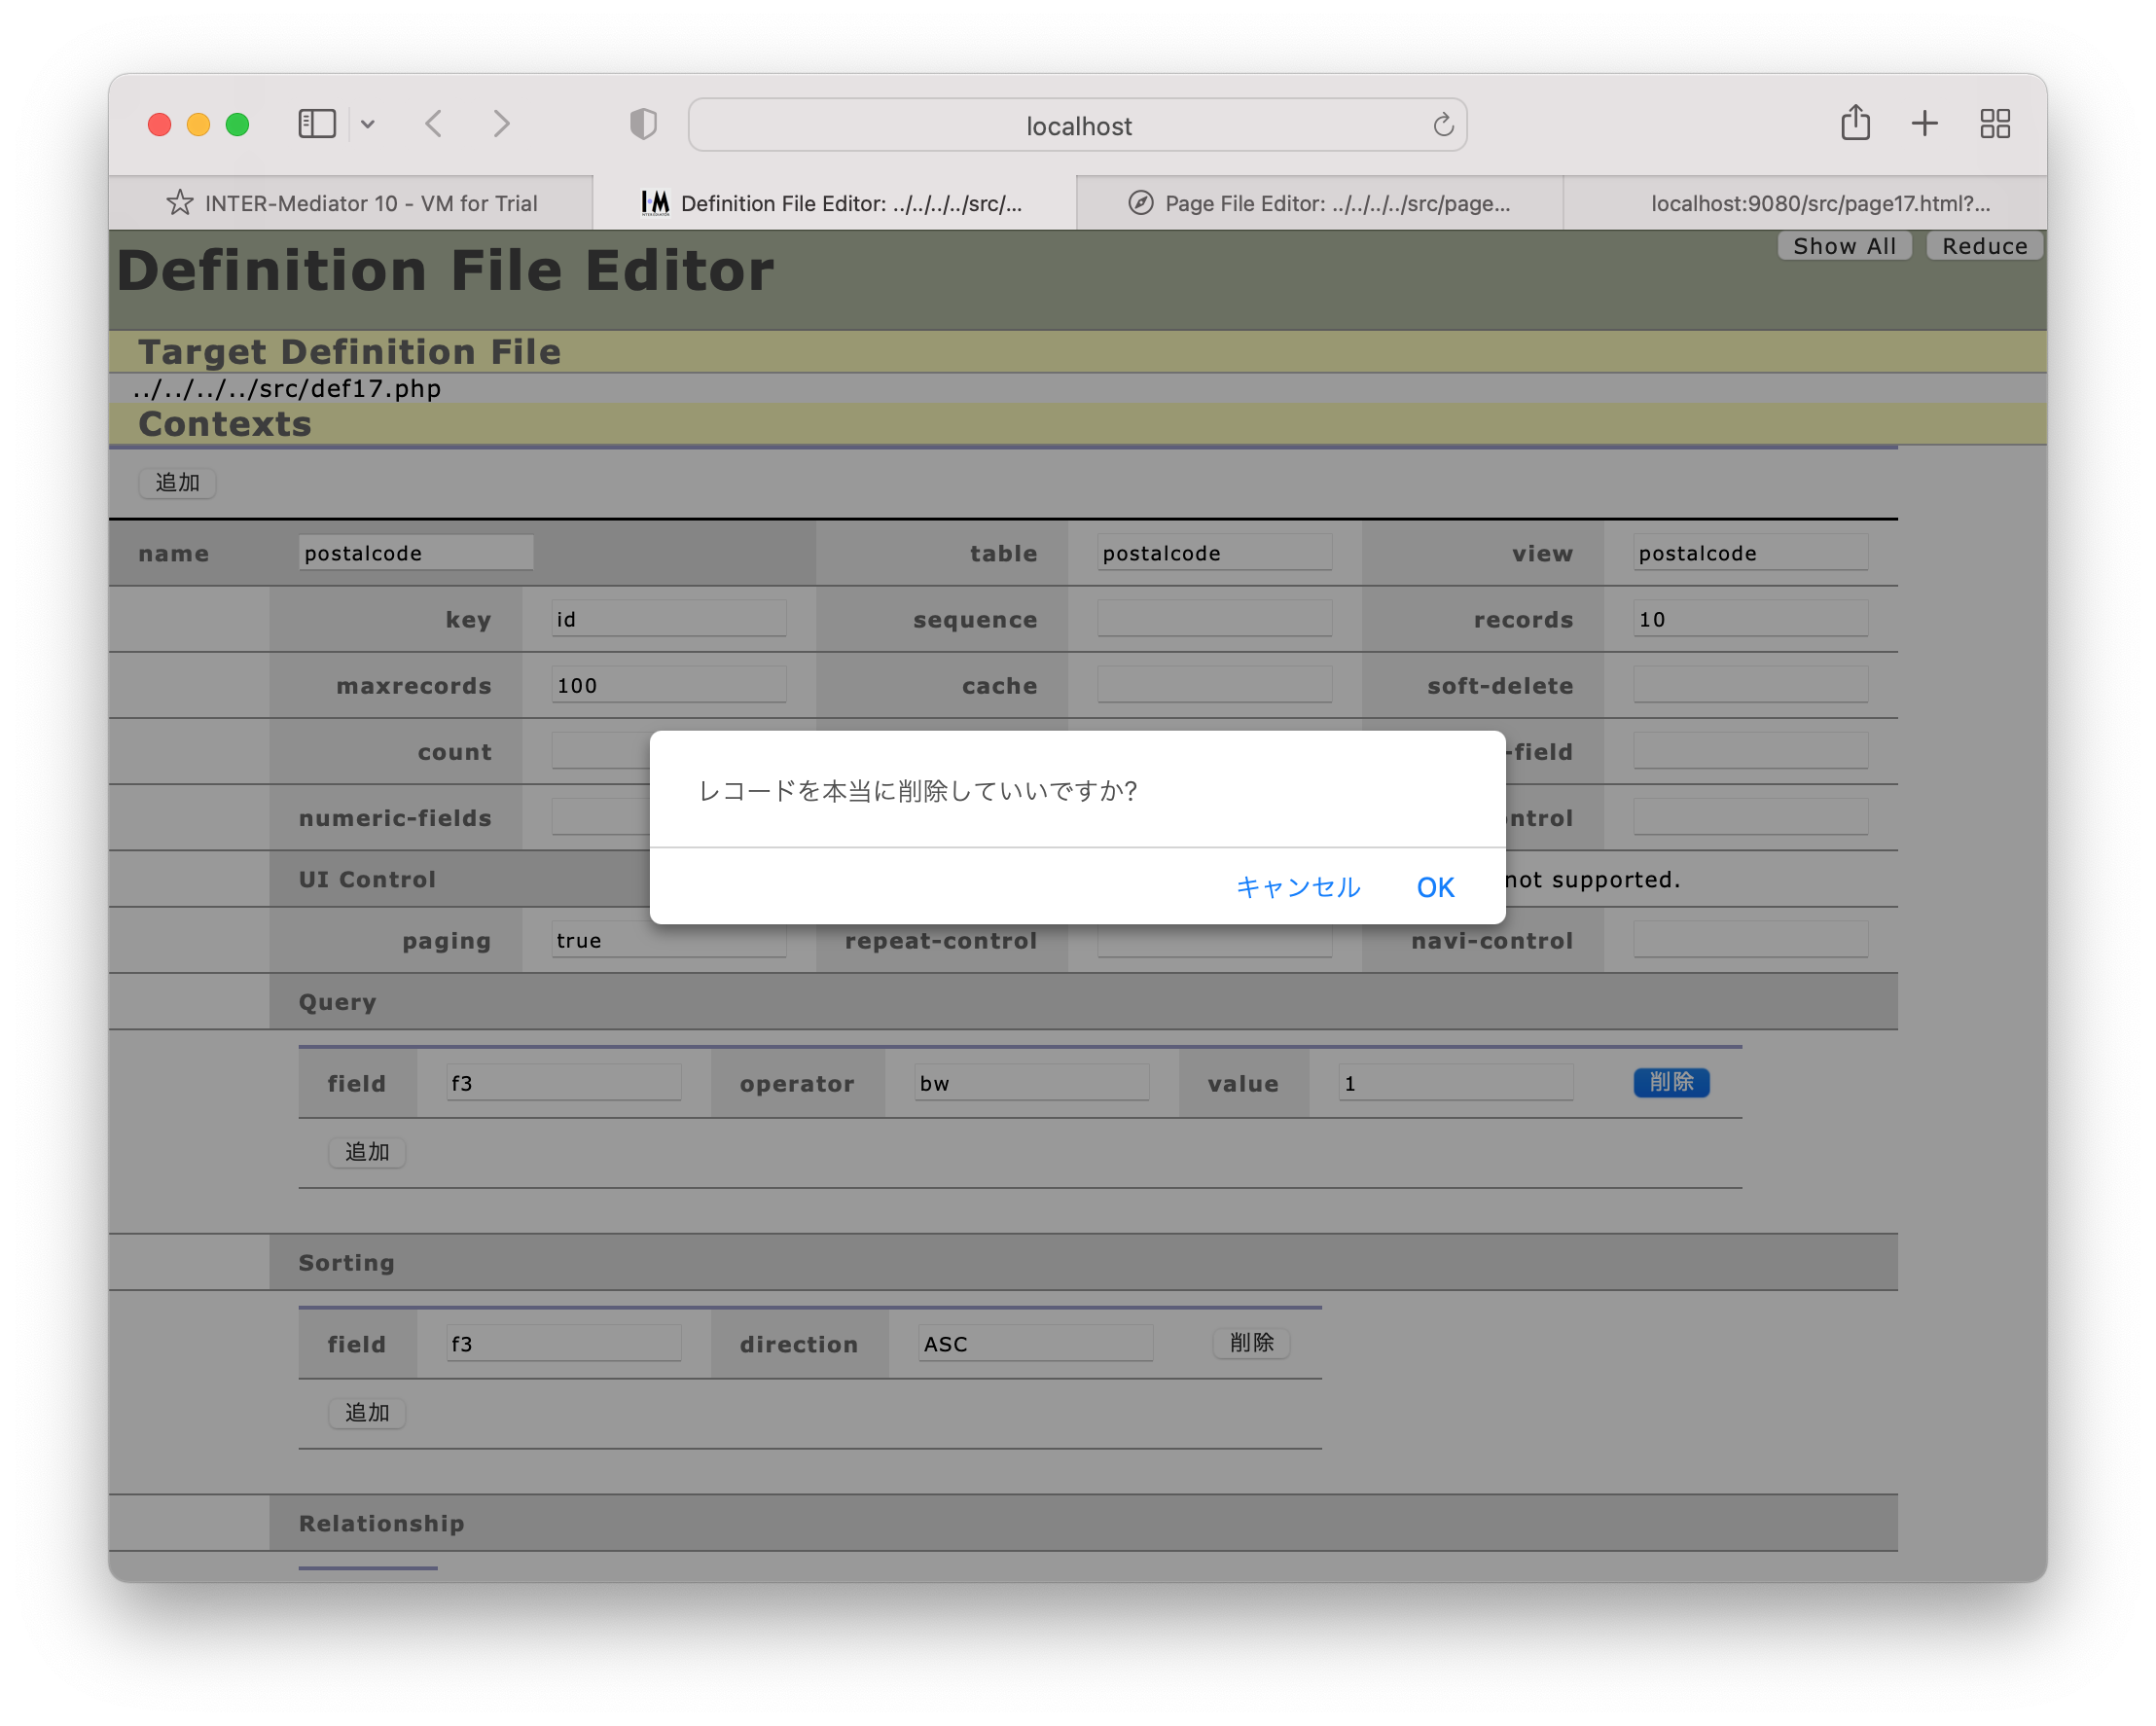 localhost
INTER-Mediator 10 - VM for Trial
Definition File Editor: ../../../../src/...
Page File Editor: ../../../../src/page...
localhost:9080/src/page17.html?...
Show All Reduce
Definition File Editor
Target Definition File
../../../../src/def17.php
Contexts
追加
name postalcode table postalcode view postalcode
key id sequence records 10
maxrecords 100 cache soft-delete
count -field
numeric-fields ntrol
レコードを本当に削除していいですか?
キャンセル OK
UI Control not supported.
paging true repeat-control navi-control
Query
field f3 operator bw value 1 削除
追加
Sorting
field f3 direction ASC 削除
追加
Relationship